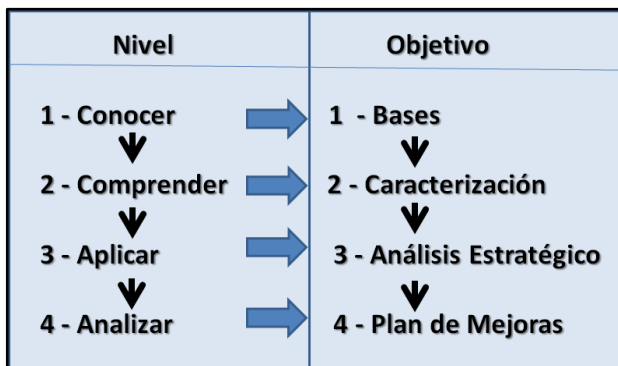 Nivel Objetivo
1 - Conocer 1 - Bases
2 - Comprender 2 - Caracterización
3 - Aplicar 3 - Análisis Estratégico
4 - Analizar 4 - Plan de Mejoras